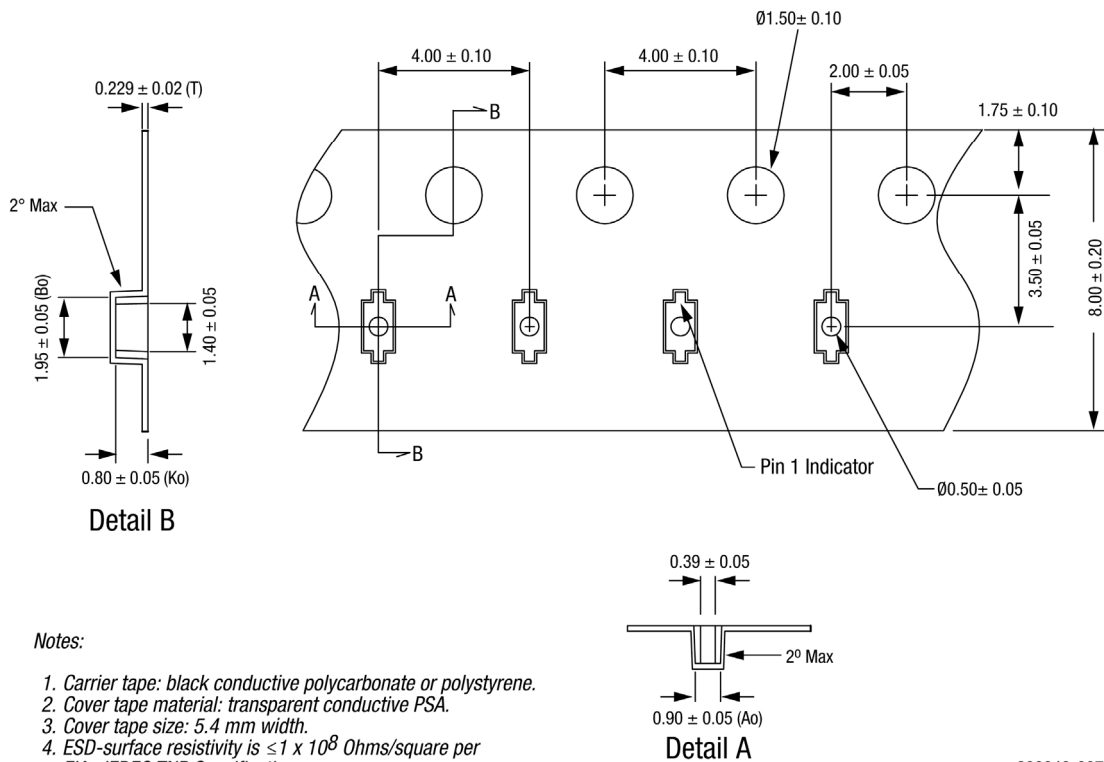 Ø1.50± 0.10
4.00 ± 0.10
4.00 ± 0.10
2.00 ± 0.05
0.229 ± 0.02 (T)
1.75 ± 0.10
B
2° Max
3.50 ± 0.05
8.00 ± 0.20
A
A
1.95 ± 0.05 (Bo)
1.40 ± 0.05
B
Pin 1 Indicator
0.80 ± 0.05 (Ko)
Ø0.50± 0.05
Detail B
0.39 ± 0.05
2º Max
0.90 ± 0.05 (Ao)
Detail A
Notes:
1. Carrier tape: black conductive polycarbonate or polystyrene.
2. Cover tape material: transparent conductive PSA.
3. Cover tape size: 5.4 mm width.
4. ESD-surface resistivity is ≤1 x 10⁸ Ohms/square per